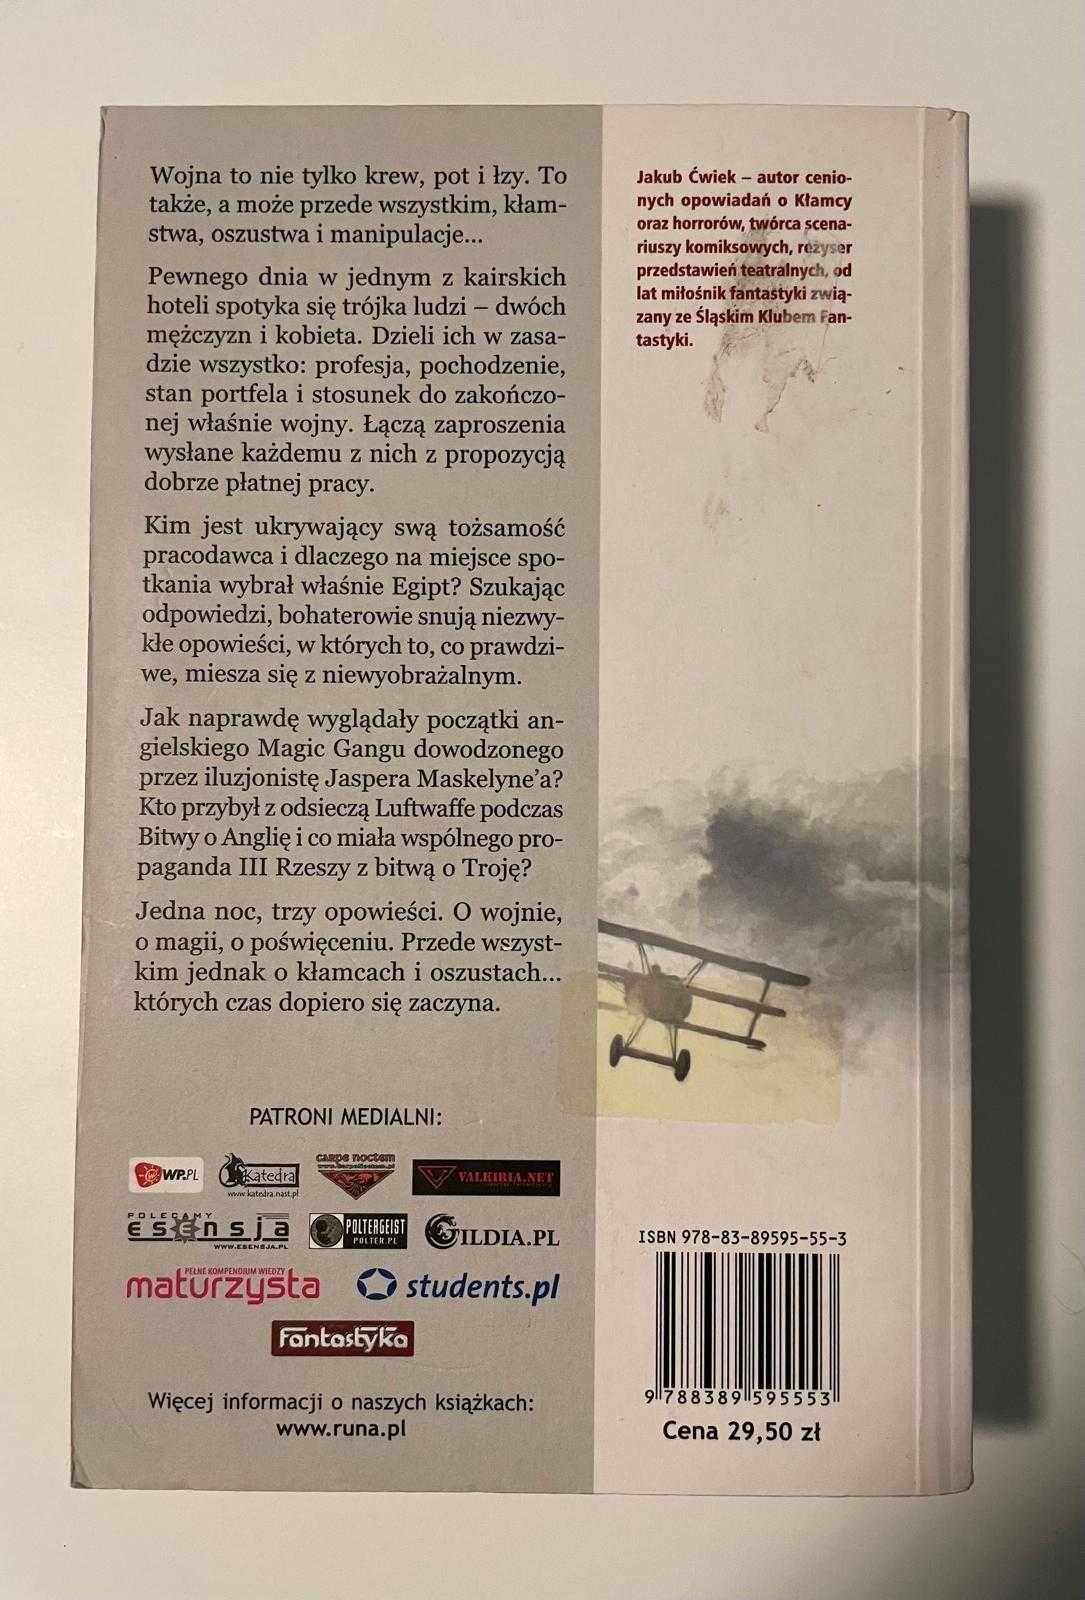 Wojna to nie tylko krew, pot i łzy. To
także, a może przede wszystkim, kłam-
stwa, oszustwa i manipulacje...
Pewnego dnia w jednym z kairskich
hoteli spotyka się trójka ludzi – dwóch
mężczyzn i kobieta. Dzieli ich w zasa-
dzie wszystko: profesja, pochodzenie,
stan portfela i stosunek do zakończo-
nej właśnie wojny. Łączą zaproszenia
wysłane każdemu z nich z propozycją
dobrze płatnej pracy.
Kim jest ukrywający swą tożsamość
pracodawca i dlaczego na miejsce spo-
tkania wybrał właśnie Egipt? Szukając
odpowiedzi, bohaterowie snują niezwy-
kłe opowieści, w których to, co prawdzi-
we, miesza się z niewyobrażalnym.
Jak naprawdę wyglądały początki an-
gielskiego Magic Gangu dowodzonego
przez iluzjonistę Jaspera Maskelyne’a?
Kto przybył z odsieczą Luftwaffe podczas
Bitwy o Anglię i co miała wspólnego pro-
paganda III Rzeszy z bitwą o Troję?
Jedna noc, trzy opowieści. O wojnie,
o magii, o poświęceniu. Przede wszyst-
kim jednak o kłamcach i oszustach...
których czas dopiero się zaczyna.
PATRONI MEDIALNI:
WP.PL
Katedra
www.katedra.nast.pl
CARPE NOCTEM
www.carpenoctem.pl
VALKIRIA.NET
POLECAMY
esensja
WWW.ESENSJA.PL
POLTERGEIST
POLTER.PL
GILDIA.PL
PEŁNE KOMPENDIUM WIEDZY
maturzysta
students.pl
Fantastyka
Więcej informacji o naszych książkach:
www.runa.pl
Jakub Ćwiek – autor cenio-
nych opowiadań o Kłamcy
oraz horrorów, twórca scena-
riuszy komiksowych, reżyser
przedstawień teatralnych, od
lat miłośnik fantastyki zwią-
zany ze Śląskim Klubem Fan-
tastyki.
ISBN 978-83-89595-55-3
9 788389 595553
Cena 29,50 zł